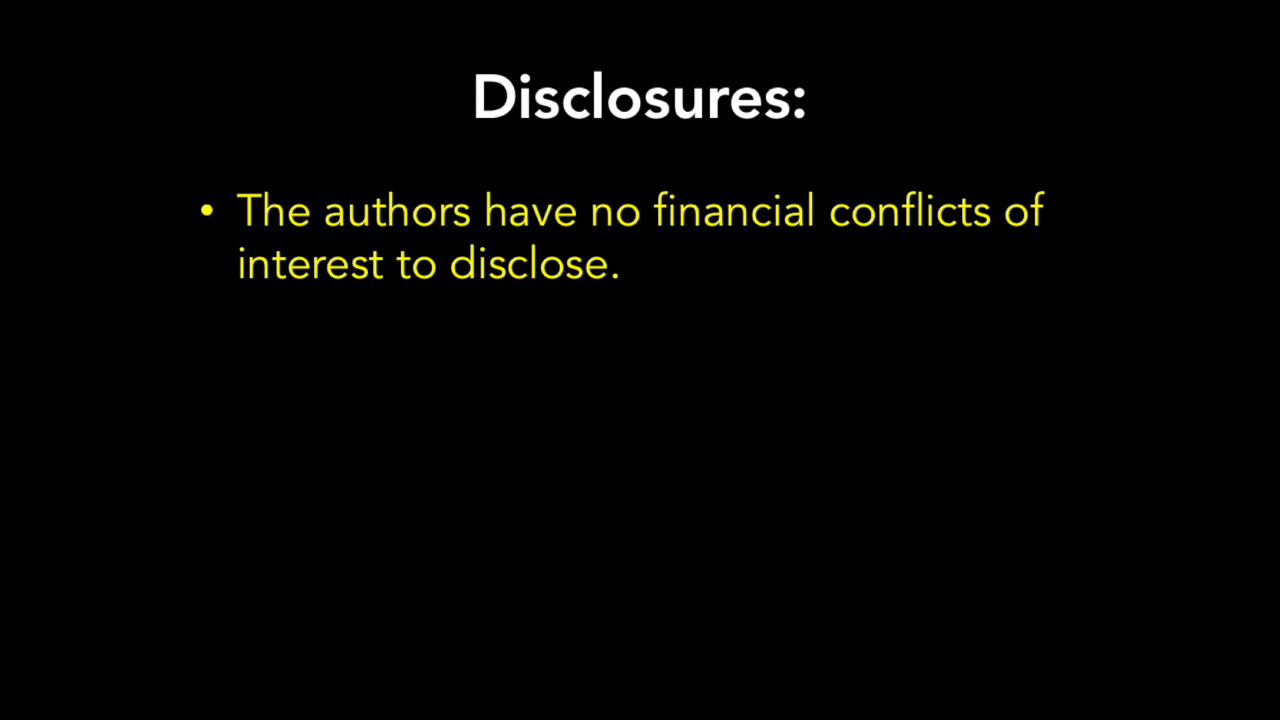 Disclosures:
• The authors have no financial conflicts of
interest to disclose.